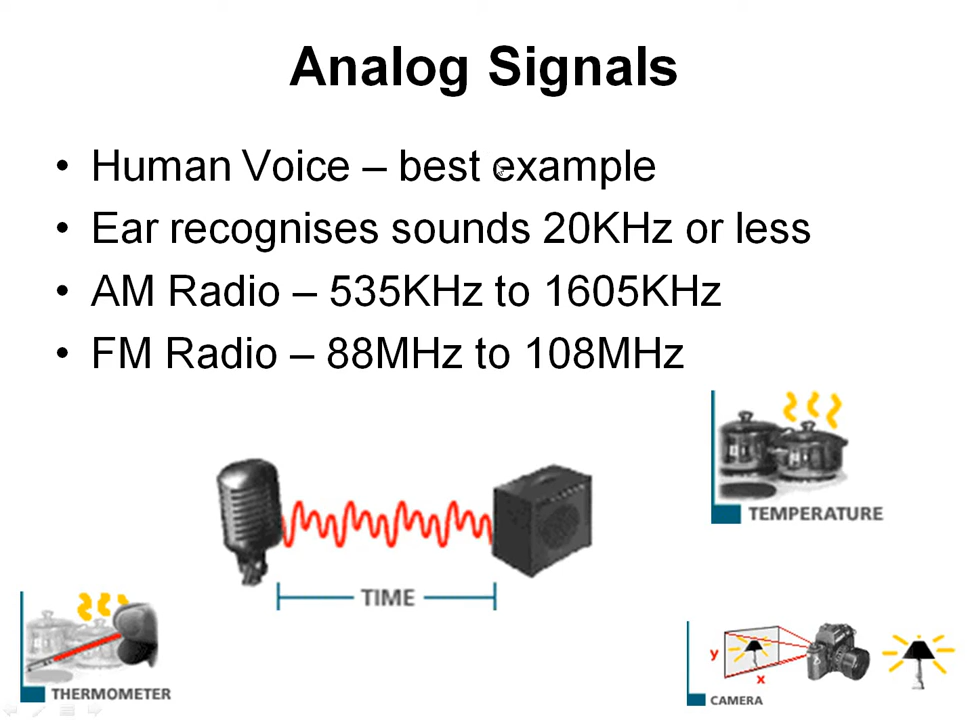 Analog Signals
• Human Voice – best example
• Ear recognises sounds 20KHz or less
• AM Radio – 535KHz to 1605KHz
• FM Radio – 88MHz to 108MHz
TEMPERATURE
TIME
THERMOMETER
y
x
CAMERA